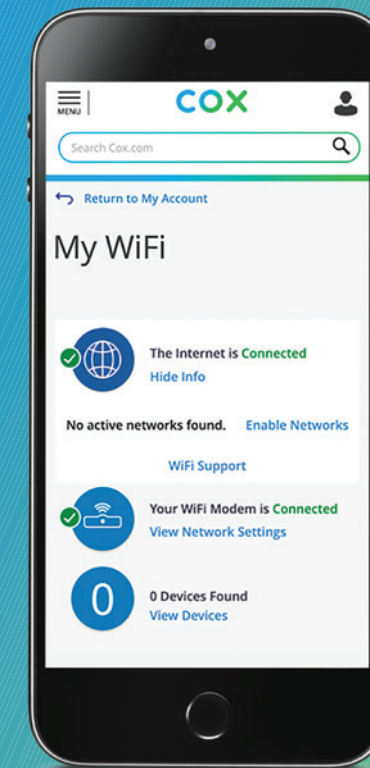 MENU
COX
Search Cox.com
Return to My Account
My WiFi
The Internet is Connected
Hide Info
No active networks found. Enable Networks
WiFi Support
Your WiFi Modem is Connected
View Network Settings
0
0 Devices Found
View Devices